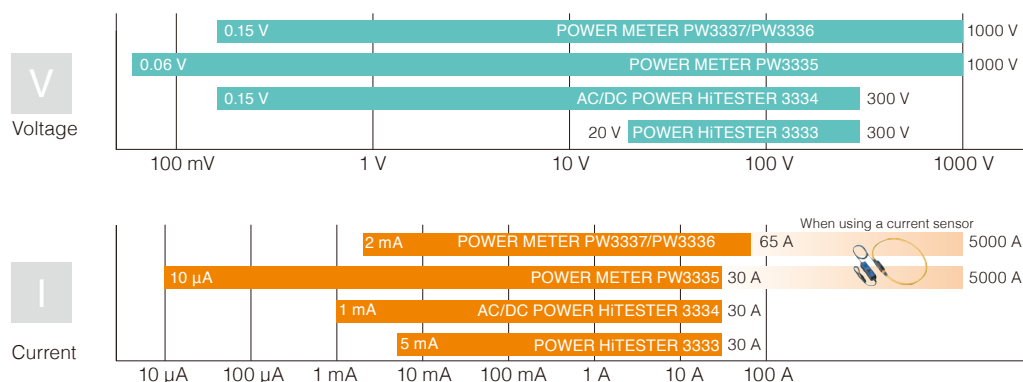 0.15 V POWER METER PW3337/PW3336 1000 V
0.06 V POWER METER PW3335 1000 V
V
0.15 V AC/DC POWER HiTESTER 3334 300 V
Voltage
20 V POWER HiTESTER 3333 300 V
100 mV 1 V 10 V 100 V 1000 V
When using a current sensor
2 mA POWER METER PW3337/PW3336 65 A 5000 A
10 µA POWER METER PW3335 30 A 5000 A
I
1 mA AC/DC POWER HiTESTER 3334 30 A
Current
5 mA POWER HiTESTER 3333 30 A
10 µA 100 µA 1 mA 10 mA 100 mA 1 A 10 A 100 A